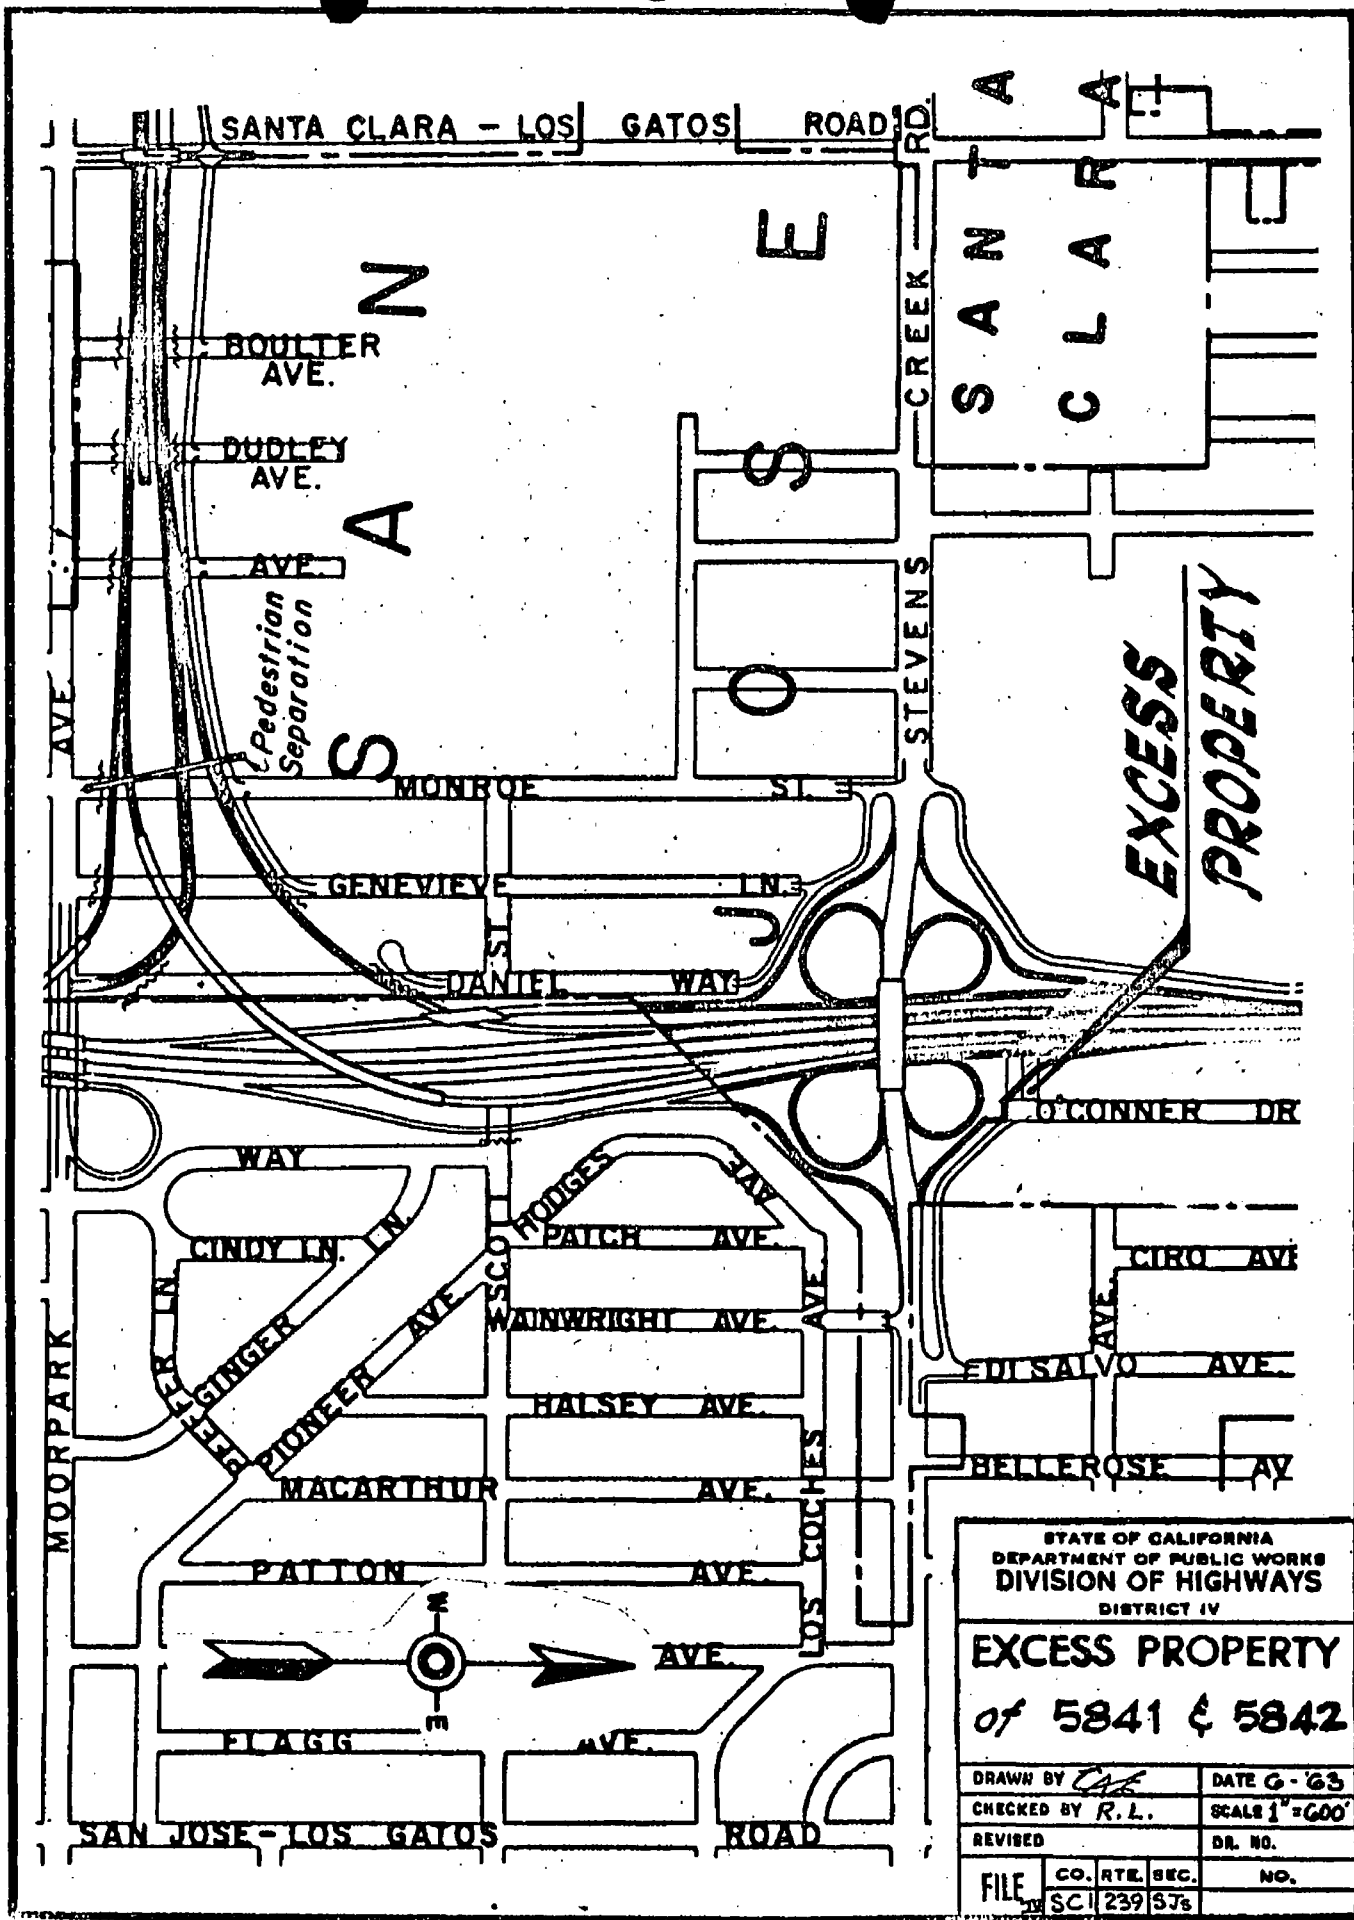 SANTA CLARA – LOS GATOS ROAD
SAN JOSE
SANTA
CLARA
STEVENS CREEK RD.
BOULTER
AVE.
DUDLEY
AVE.
AVE.
Pedestrian
Separation
AVE
MONROE ST.
GENEVIEVE LN.
ST.
DANIEL WAY
EXCESS
PROPERTY
O'CONNER DR
WAY
HODGES AVE
CINDY LN.
LN.
PATCH AVE.
CIRO AVE
WAINWRIGHT AVE.
AVE.
AVE.
LN
GINGER
PIONEER AVE.
SCOTT
DI SALVO AVE.
HALSEY AVE.
MOORPARK
BELLEROSE AV
MACARTHUR AVE.
LOS COCHES AVE.
PATTON AVE.
E
AVE.
FLAGG AVE.
SAN JOSE – LOS GATOS ROAD
STATE OF CALIFORNIA
DEPARTMENT OF PUBLIC WORKS
DIVISION OF HIGHWAYS
DISTRICT IV
EXCESS PROPERTY
of 5841 & 5842
DRAWN BY
DATE 6-'63
CHECKED BY R.L.
SCALE 1"=600'
REVISED
DR. NO.
FILE IV
CO. RTE. SEC. NO.
SCl 239 SJs